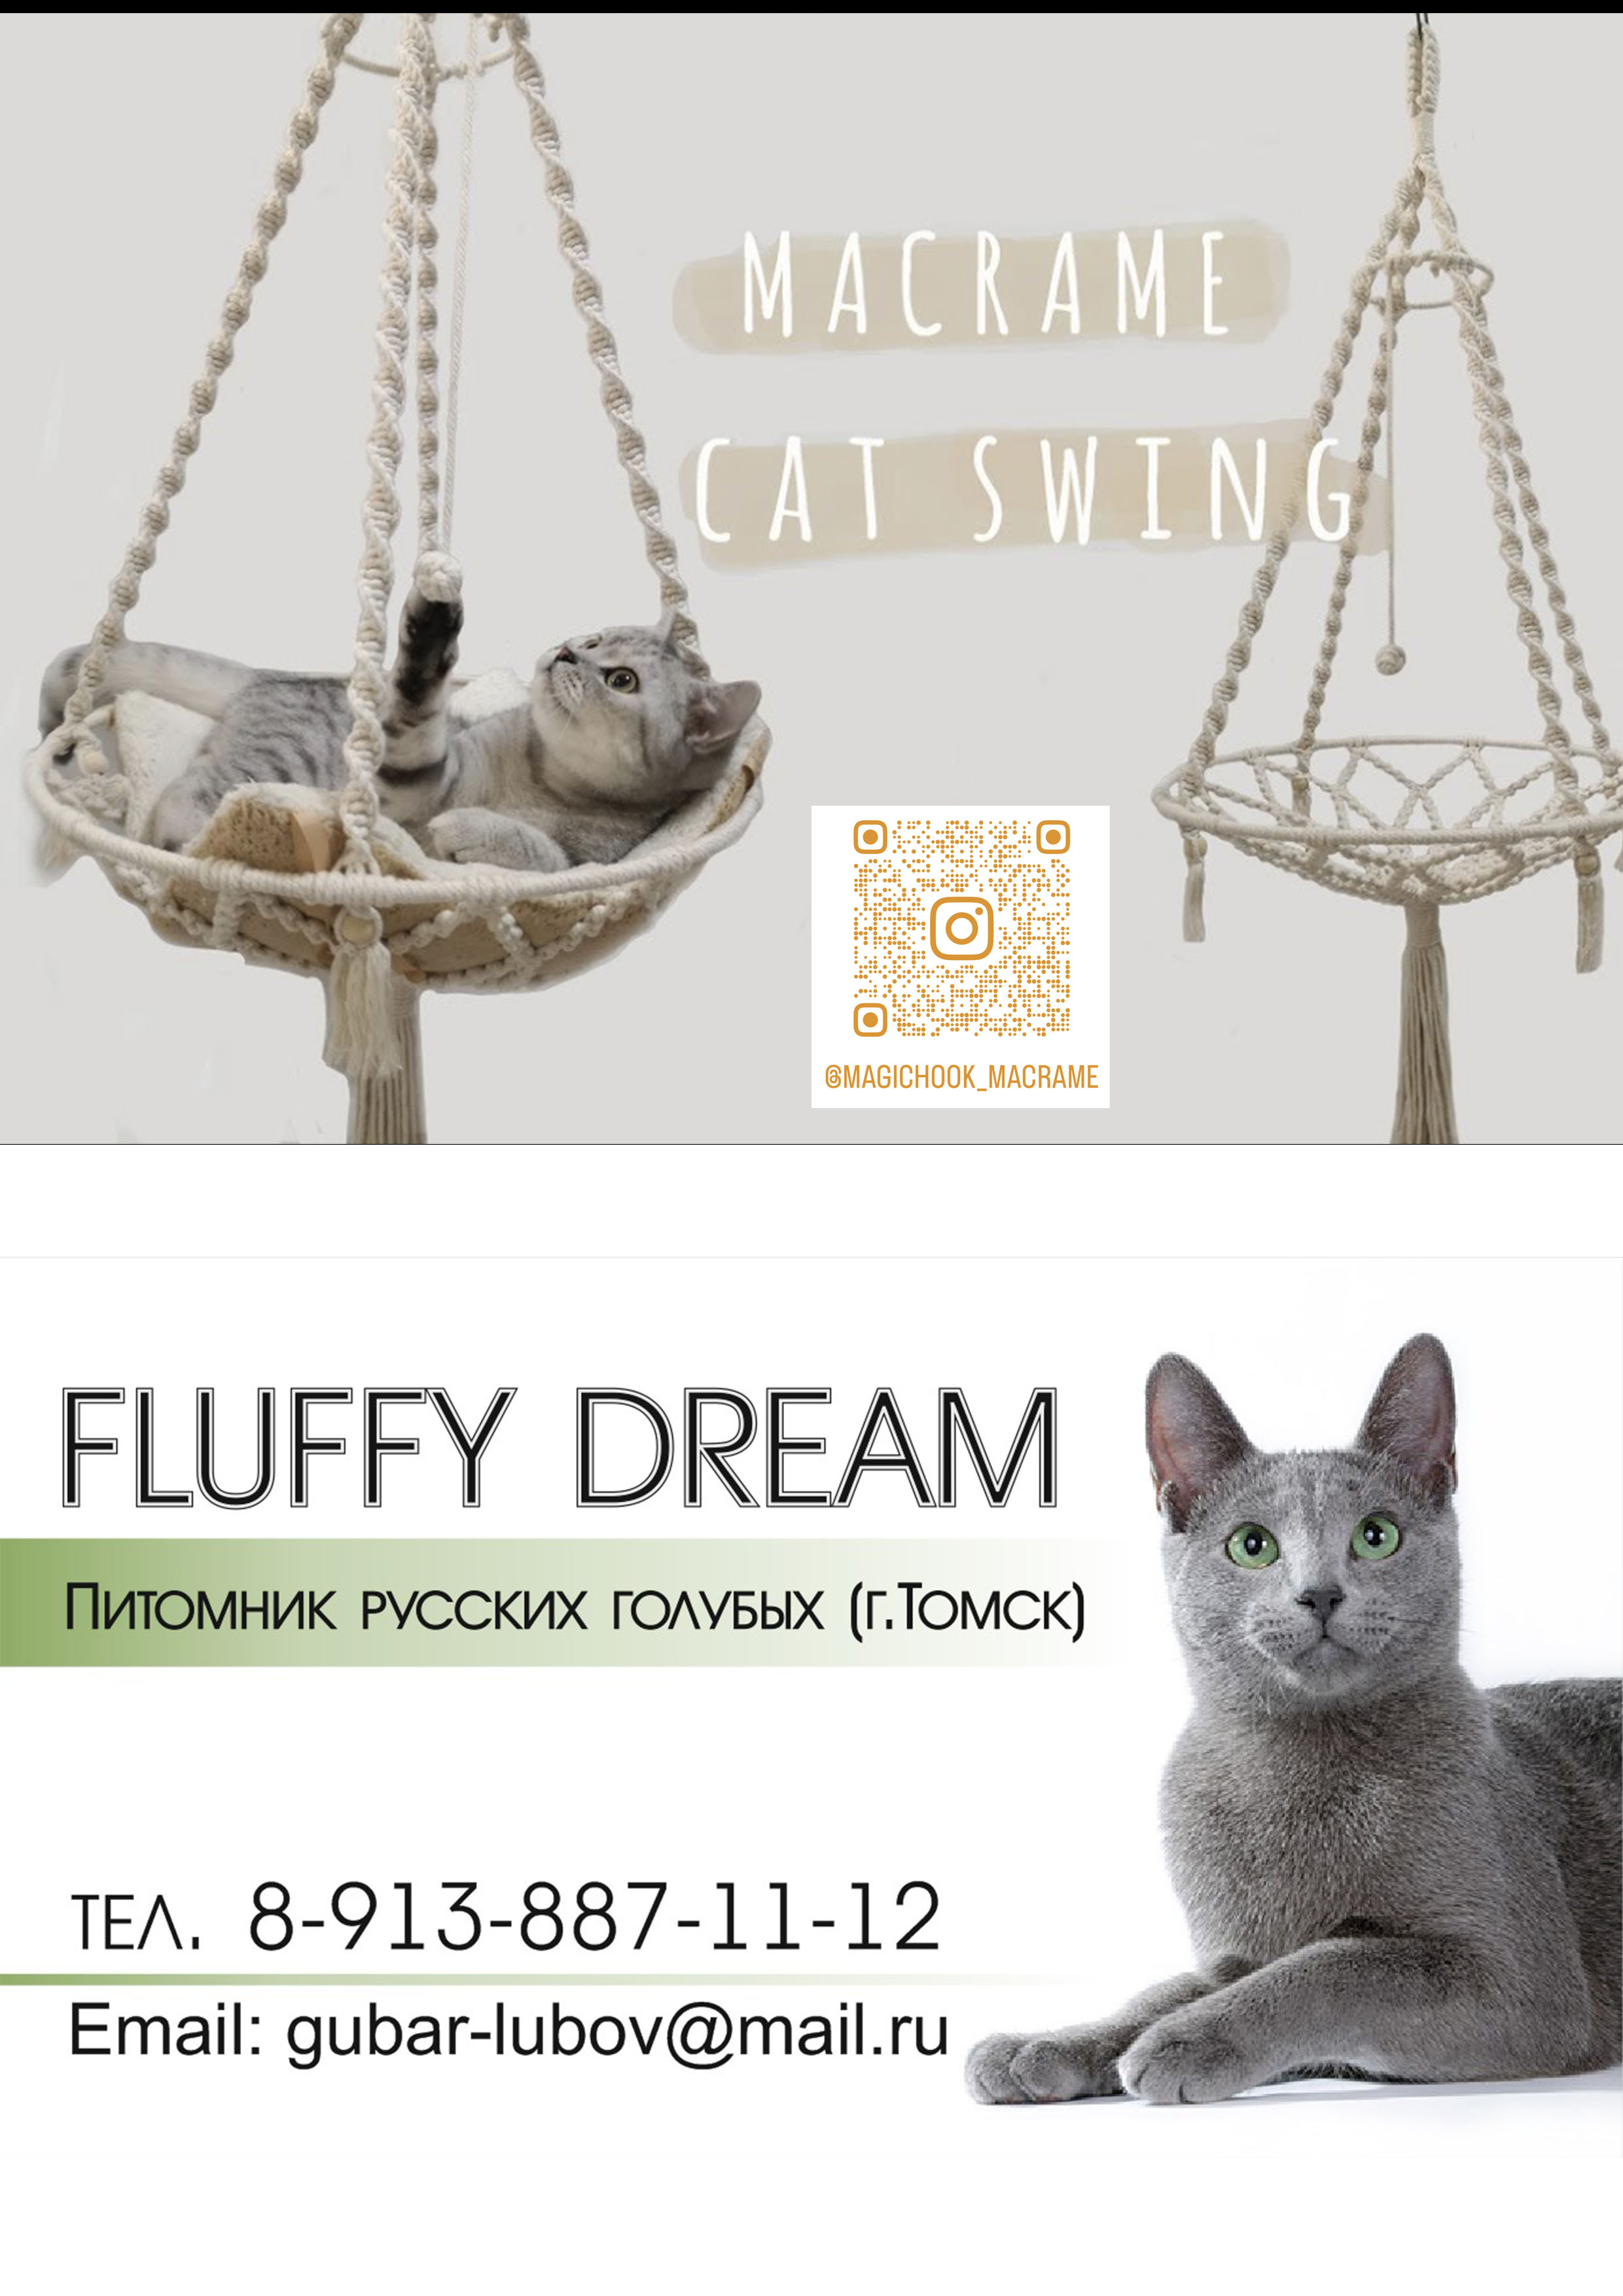 MACRAME
CAT SWING
@MAGICHOOK_MACRAME
FLUFFY DREAM
Питомник русских голубых (г.Томск)
тел. 8-913-887-11-12
Email: gubar-lubov@mail.ru